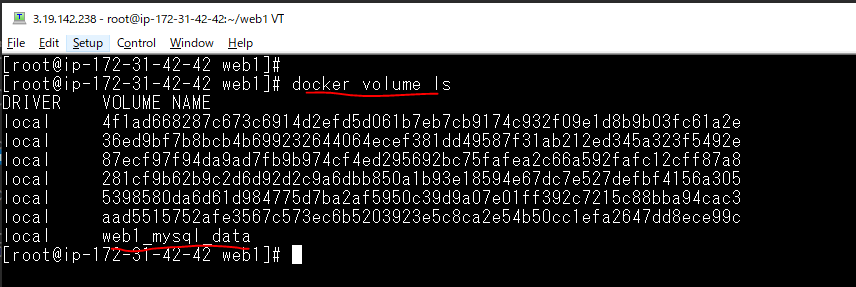 3.19.142.238 - root@ip-172-31-42-42:~/web1 VT
File Edit Setup Control Window Help
[root@ip-172-31-42-42 web1]#
[root@ip-172-31-42-42 web1]# docker volume ls
DRIVER VOLUME NAME
local 4f1ad668287c673c6914d2efd5d061b7eb7cb9174c932f09e1d8b9b03fc61a2e
local 36ed9bf7b8bcb4b699232644064ecef381dd49587f31ab212ed345a323f5492e
local 87ecf97f94da9ad7fb9b974cf4ed295692bc75fafea2c66a592fafc12cff87a8
local 281cf9b62b9c2d6d92d2c9a6dbb850a1b93e18594e67dc7e527defbf4156a305
local 5398580da6d61d984775d7ba2af5950c39d9a07e01ff392c7215c88bba94cac3
local aad5515752afe3567c573ec6b5203923e5c8ca2e54b50cc1efa2647dd8ece99c
local web1_mysql_data
[root@ip-172-31-42-42 web1]#